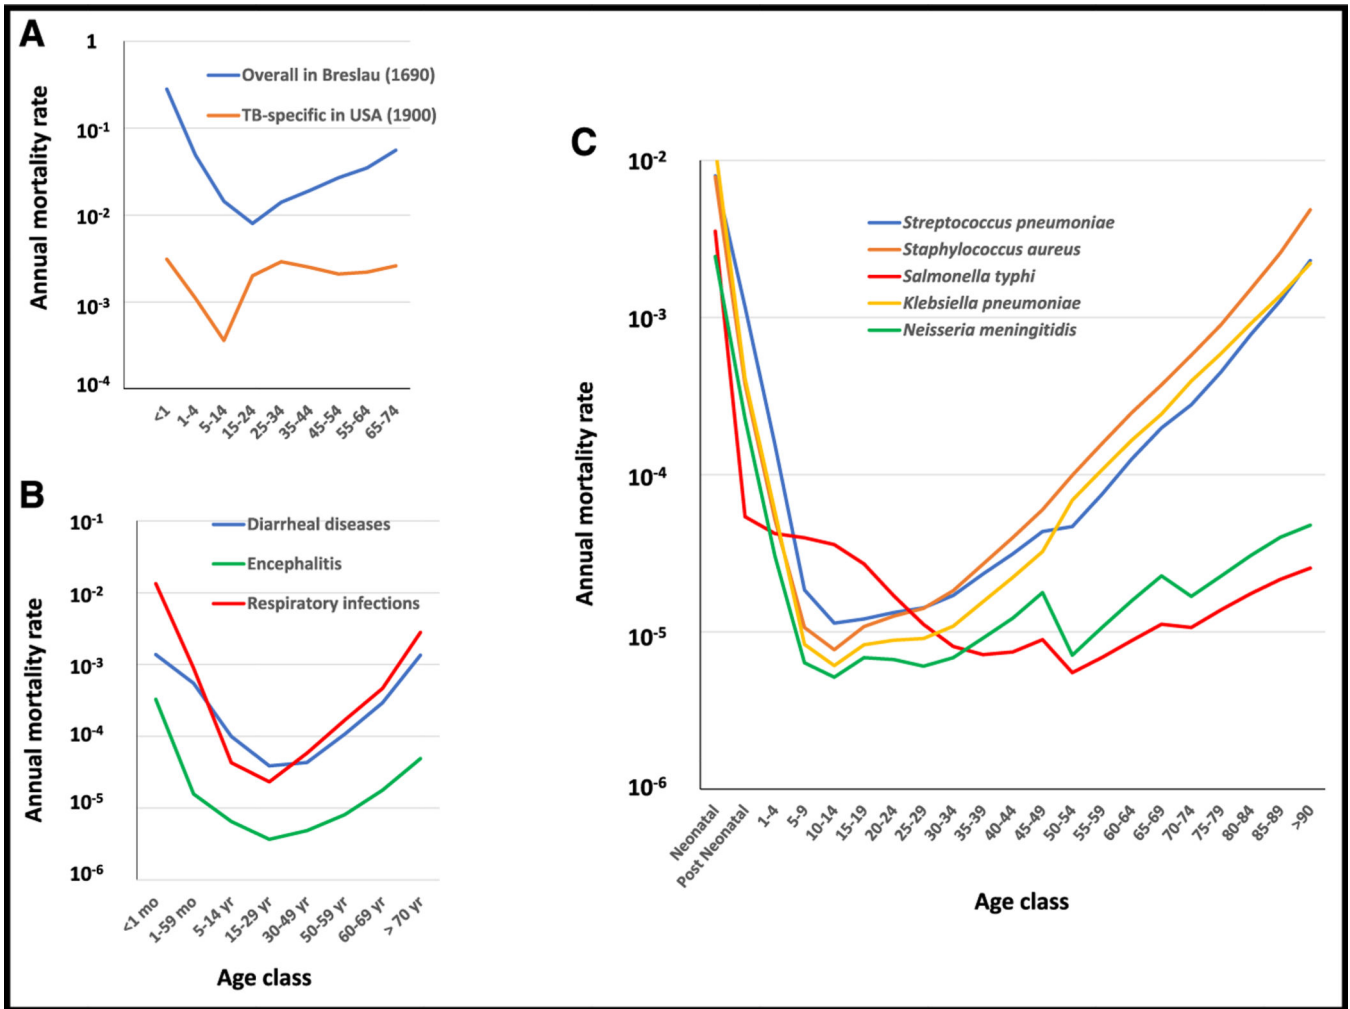 A
1
10-1
10-2
10-3
10-4
Annual mortality rate
Overall in Breslau (1690)
TB-specific in USA (1900)
<1
1-4
5-14
15-24
25-34
35-44
45-54
55-64
65-74
B
10-1
10-2
10-3
10-4
10-5
10-6
Annual mortality rate
Diarrheal diseases
Encephalitis
Respiratory infections
<1 mo
1-59 mo
5-14 yr
15-29 yr
30-49 yr
50-59 yr
60-69 yr
> 70 yr
Age class
C
10-2
10-3
10-4
10-5
10-6
Annual mortality rate
Streptococcus pneumoniae
Staphylococcus aureus
Salmonella typhi
Klebsiella pneumoniae
Neisseria meningitidis
Neonatal
Post Neonatal
1-4
5-9
10-14
15-19
20-24
25-29
30-34
35-39
40-44
45-49
50-54
55-59
60-64
65-69
70-74
75-79
80-84
85-89
>90
Age class